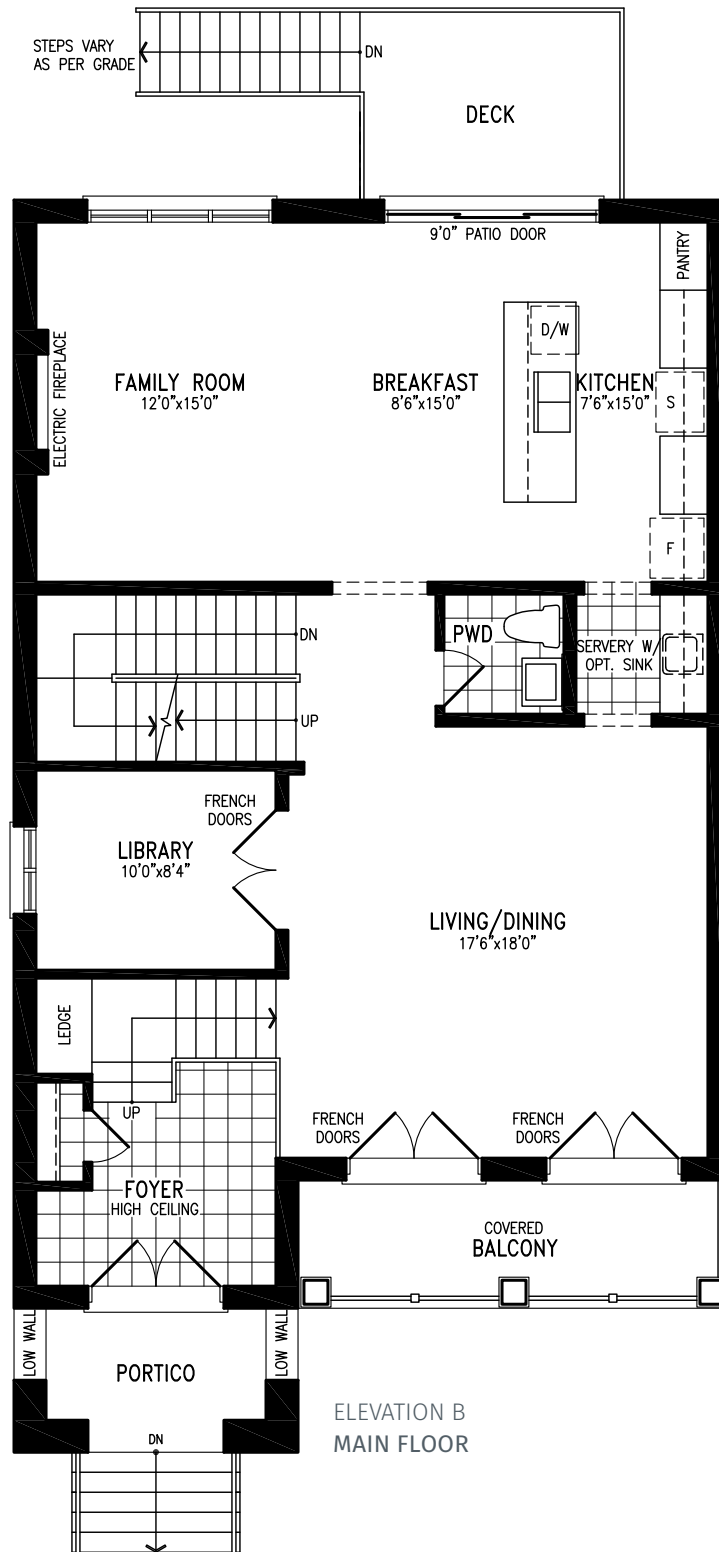 STEPS VARY
AS PER GRADE
DN
DECK
9'0" PATIO DOOR
PANTRY
D/W
ELECTRIC FIREPLACE
FAMILY ROOM
12'0"x15'0"
BREAKFAST
8'6"x15'0"
KITCHEN
7'6"x15'0"
S
F
DN
PWD
SERVERY W/
OPT. SINK
UP
FRENCH
DOORS
LIBRARY
10'0"x8'4"
LIVING/DINING
17'6"x18'0"
LEDGE
UP
FRENCH
DOORS
FRENCH
DOORS
FOYER
HIGH CEILING
COVERED
BALCONY
LOW WALL
LOW WALL
PORTICO
DN
ELEVATION B
MAIN FLOOR